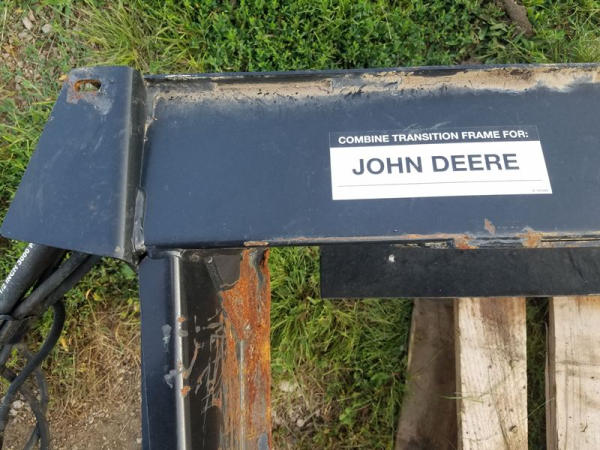 COMBINE TRANSITION FRAME FOR:
JOHN DEERE